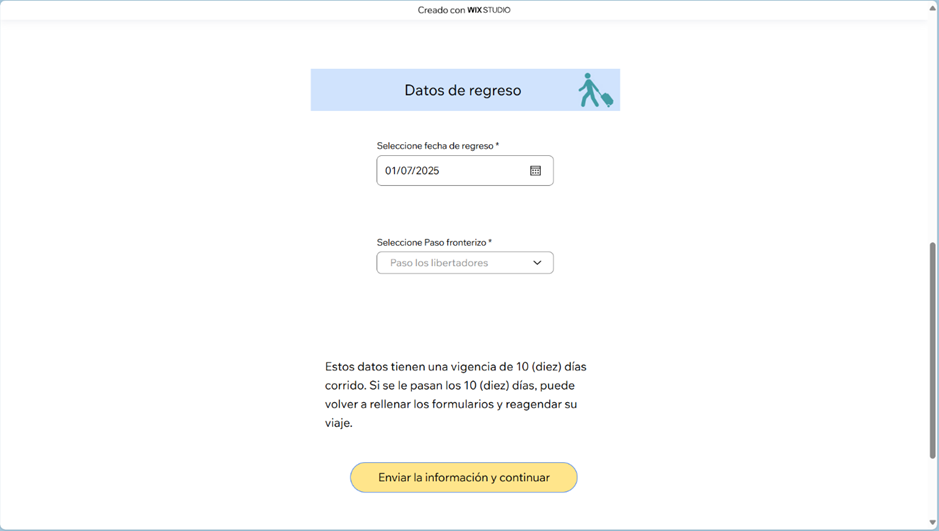 Creado con WIX STUDIO
Datos de regreso
Seleccione fecha de regreso *
01/07/2025
Seleccione Paso fronterizo *
Paso los libertadores
Estos datos tienen una vigencia de 10 (diez) días
corrido. Si se le pasan los 10 (diez) días, puede
volver a rellenar los formularios y reagendar su
viaje.
Enviar la información y continuar